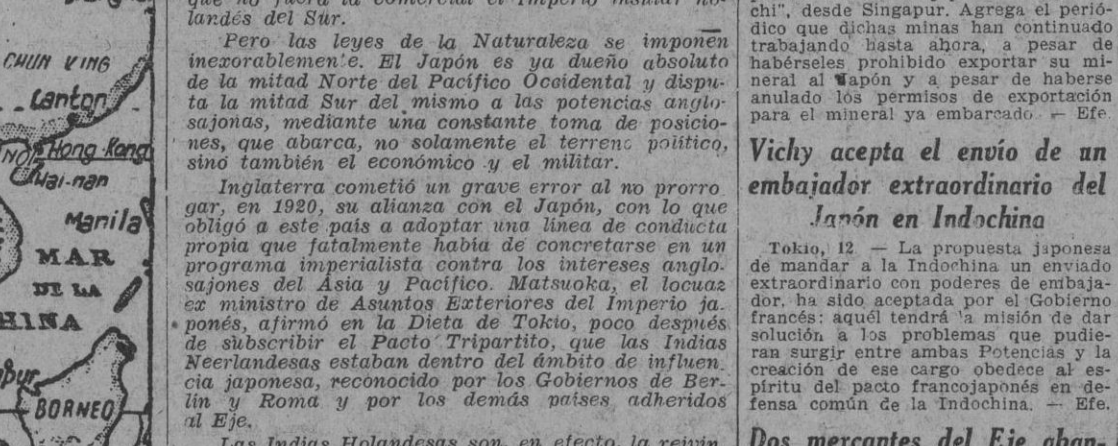 CHUN KING
Canton
Hong-Kong
Hai-nan
Manila
MAR
DE LA
HINA
BORNEO
que no fuera la comercial el Imperio insular ho-
landés del Sur.
Pero las leyes de la Naturaleza se imponen
inexorablemente. El Japón es ya dueño absoluto
de la mitad Norte del Pacífico Occidental y dispu-
ta la mitad Sur del mismo a las potencias anglo-
sajonas, mediante una constante toma de posicio-
nes, que abarca, no solamente el terreno político,
sino también el económico y el militar.
Inglaterra cometió un grave error al no prorro
gar, en 1920, su alianza con el Japón, con lo que
obligó a este país a adoptar una línea de conducta
propia que fatalmente había de concretarse en un
programa imperialista contra los intereses anglo-
sajones del Asia y Pacífico. Matsuoka, el locuaz
ex ministro de Asuntos Exteriores del Imperio ja-
ponés, afirmó en la Dieta de Tokio, poco después
de subscribir el Pacto Tripartito, que las Indias
Neerlandesas estaban dentro del ámbito de influen
cia japonesa, reconocido por los Gobiernos de Ber-
lín y Roma y por los demás países adheridos
al Eje.
Las Indias Holandesas son, en efecto, la reivin-
chi", desde Singapur. Agrega el perió-
dico que dichas minas han continuado
trabajando hasta ahora, a pesar de
habérseles prohibido exportar su mi-
neral al Japón y a pesar de haberse
anulado los permisos de exportación
para el mineral ya embarcado. — Efe.
Vichy acepta el envío de un
embajador extraordinario del
Japón en Indochina
Tokio, 12. — La propuesta japonesa
de mandar a la Indochina un enviado
extraordinario con poderes de embaja-
dor, ha sido aceptada por el Gobierno
francés: aquél tendrá la misión de dar
solución a los problemas que pudie-
ran surgir entre ambas Potencias y la
creación de ese cargo obedece al es-
píritu del pacto francojaponés en de-
fensa común de la Indochina. — Efe.
Dos mercantes del Eje aban-